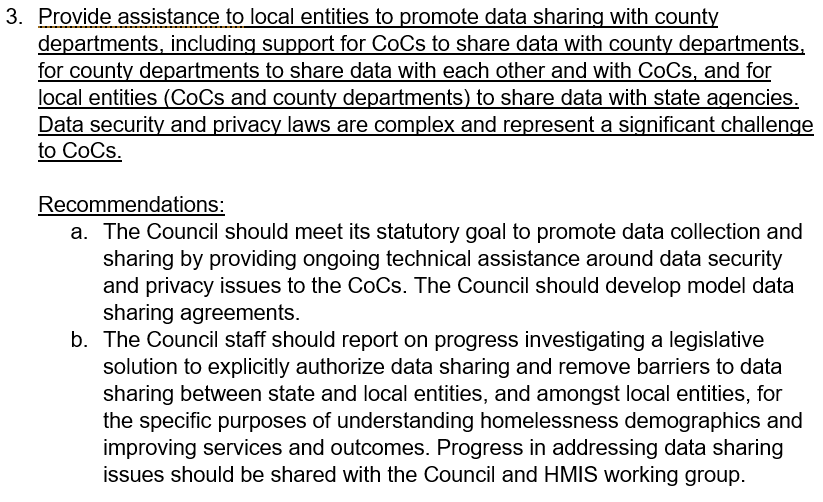 3. Provide assistance to local entities to promote data sharing with county
departments, including support for CoCs to share data with county departments,
for county departments to share data with each other and with CoCs, and for
local entities (CoCs and county departments) to share data with state agencies.
Data security and privacy laws are complex and represent a significant challenge
to CoCs.
Recommendations:
a. The Council should meet its statutory goal to promote data collection and
sharing by providing ongoing technical assistance around data security
and privacy issues to the CoCs. The Council should develop model data
sharing agreements.
b. The Council staff should report on progress investigating a legislative
solution to explicitly authorize data sharing and remove barriers to data
sharing between state and local entities, and amongst local entities, for
the specific purposes of understanding homelessness demographics and
improving services and outcomes. Progress in addressing data sharing
issues should be shared with the Council and HMIS working group.